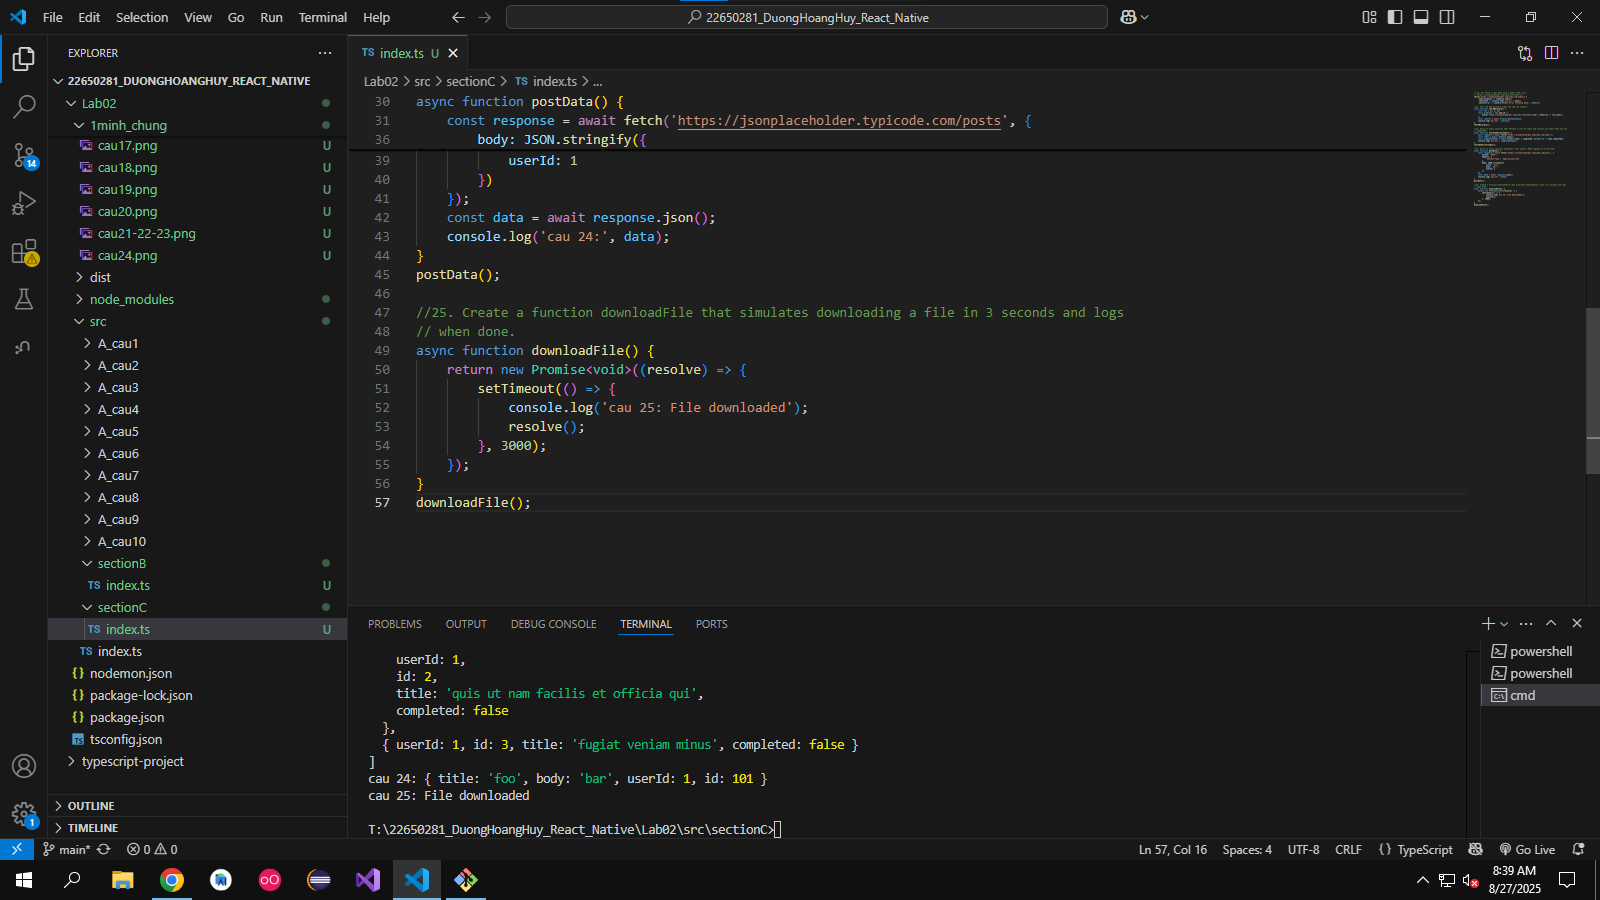 File Edit Selection View Go Run Terminal Help
22650281_DuongHoangHuy_React_Native
EXPLORER
22650281_DUONGHOANGHUY_REACT_NATIVE
Lab02
1minh_chung
cau17.png U
cau18.png U
cau19.png U
cau20.png U
cau21-22-23.png U
cau24.png U
dist
node_modules
src
A_cau1
A_cau2
A_cau3
A_cau4
A_cau5
A_cau6
A_cau7
A_cau8
A_cau9
A_cau10
sectionB
TS index.ts U
sectionC
TS index.ts U
TS index.ts
{} nodemon.json
{} package-lock.json
{} package.json
TS tsconfig.json
typescript-project
OUTLINE
TIMELINE
14
1
TS index.ts U
Lab02 > src > sectionC > TS index.ts > ...
30 async function postData() {
31 const response = await fetch('https://jsonplaceholder.typicode.com/posts', {
36 body: JSON.stringify({
39 userId: 1
40 })
41 });
42 const data = await response.json();
43 console.log('cau 24:', data);
44 }
45 postData();
46
47 //25. Create a function downloadFile that simulates downloading a file in 3 seconds and logs
48 // when done.
49 async function downloadFile() {
50 return new Promise<void>((resolve) => {
51 setTimeout(() => {
52 console.log('cau 25: File downloaded');
53 resolve();
54 }, 3000);
55 });
56 }
57 downloadFile();
PROBLEMS OUTPUT DEBUG CONSOLE TERMINAL PORTS
userId: 1,
id: 2,
title: 'quis ut nam facilis et officia qui',
completed: false
},
{ userId: 1, id: 3, title: 'fugiat veniam minus', completed: false }
]
cau 24: { title: 'foo', body: 'bar', userId: 1, id: 101 }
cau 25: File downloaded
T:\22650281_DuongHoangHuy_React_Native\Lab02\src\sectionC>
powershell
powershell
cmd
main* 0 0 Ln 57, Col 16 Spaces: 4 UTF-8 CRLF {} TypeScript Go Live
8:39 AM
8/27/2025